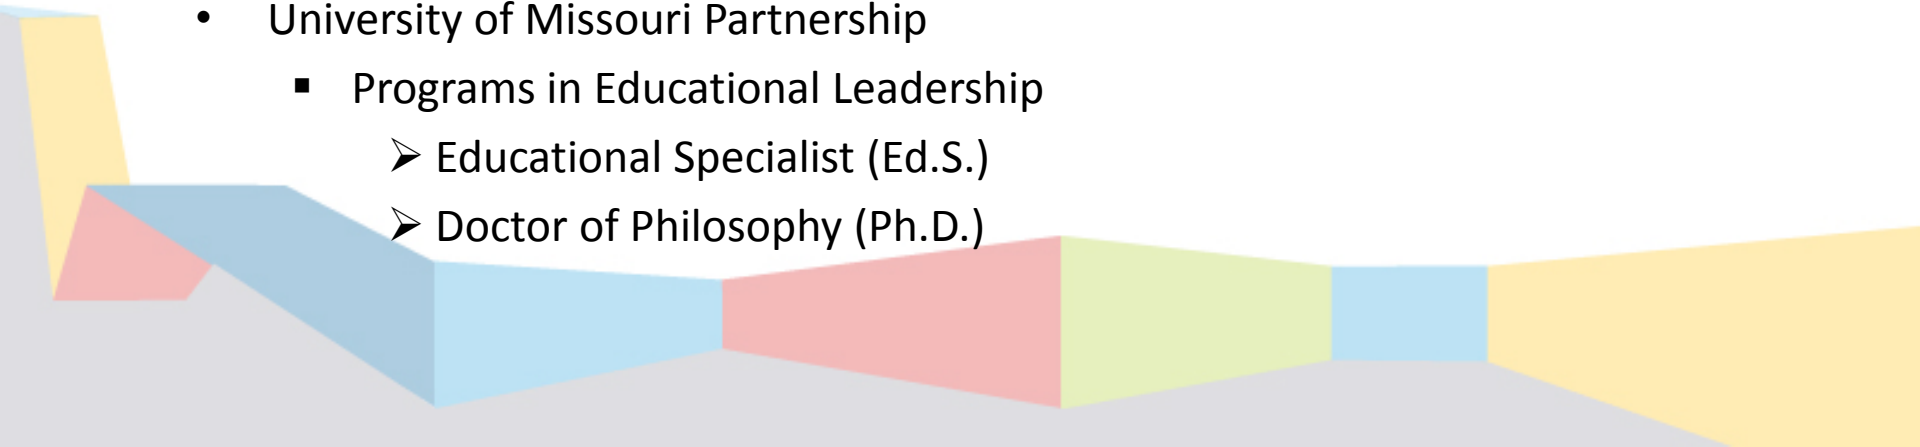 • University of Missouri Partnership
▪ Programs in Educational Leadership
➢ Educational Specialist (Ed.S.)
➢ Doctor of Philosophy (Ph.D.)